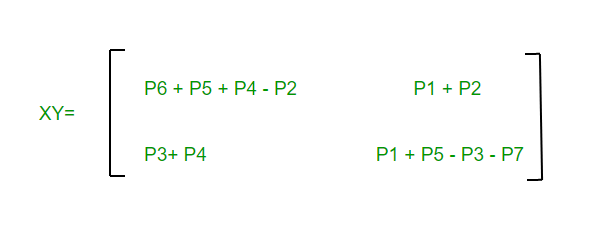 P6 + P5 + P4 - P2 P1 + P2
XY=
P3+ P4 P1 + P5 - P3 - P7